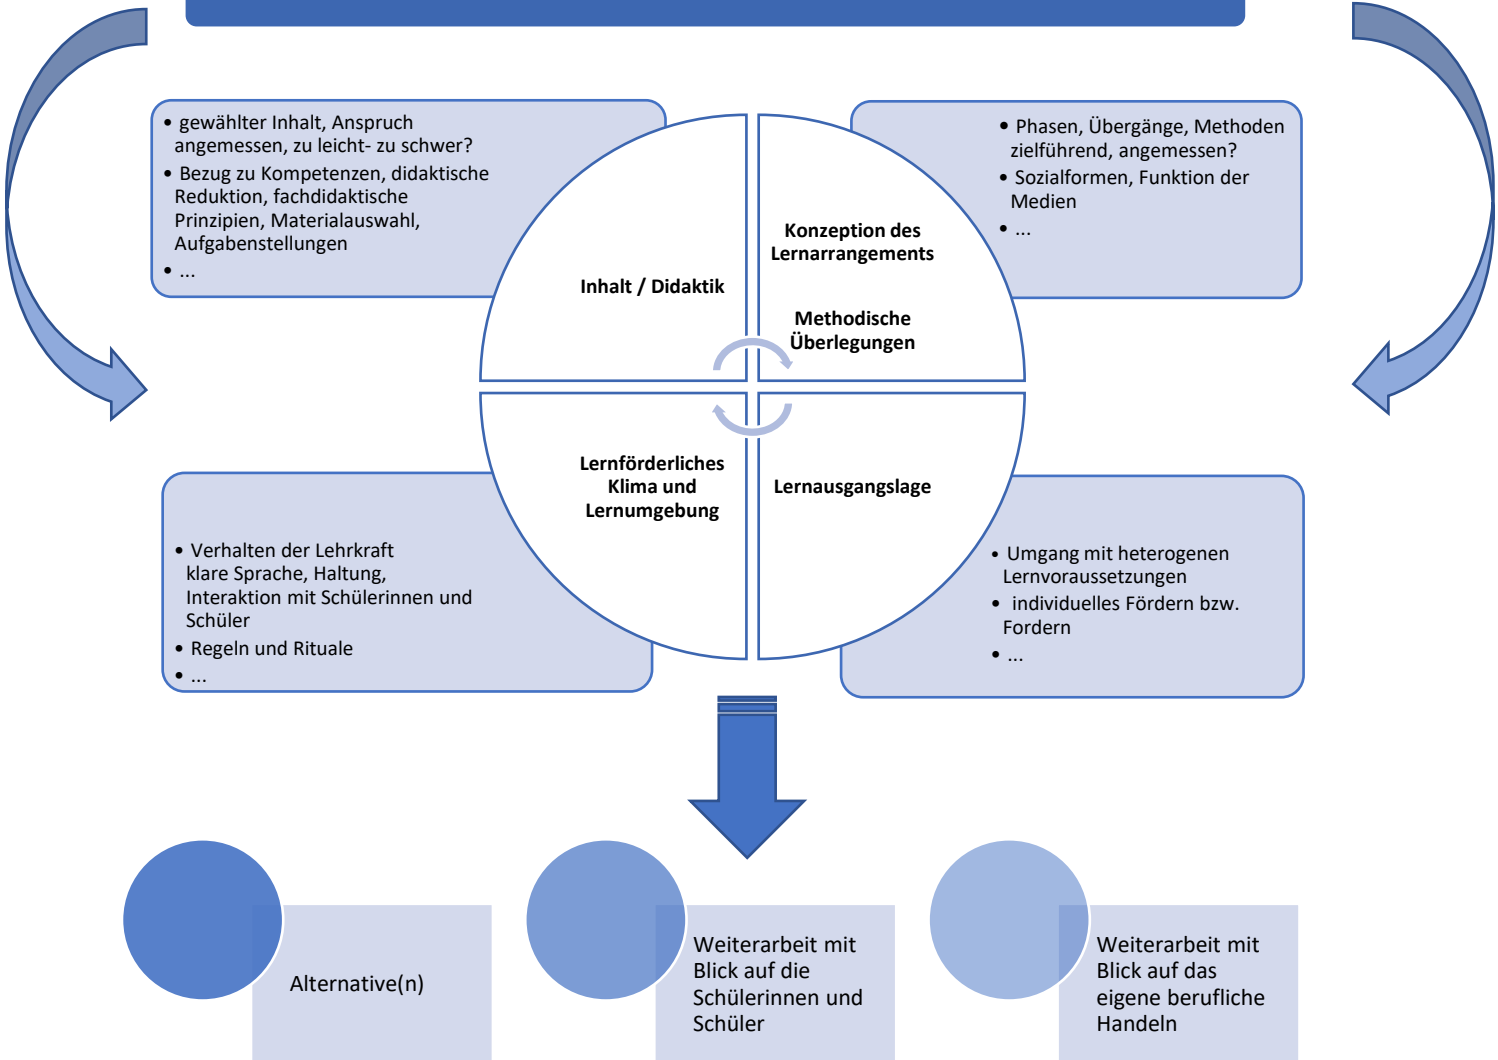 • gewählter Inhalt, Anspruch
angemessen, zu leicht- zu schwer?
• Bezug zu Kompetenzen, didaktische
Reduktion, fachdidaktische
Prinzipien, Materialauswahl,
Aufgabenstellungen
• ...
• Phasen, Übergänge, Methoden
zielführend, angemessen?
• Sozialformen, Funktion der
Medien
• ...
Inhalt / Didaktik
Konzeption des
Lernarrangements
Methodische
Überlegungen
Lernförderliches
Klima und
Lernumgebung
Lernausgangslage
• Verhalten der Lehrkraft
klare Sprache, Haltung,
Interaktion mit Schülerinnen und
Schüler
• Regeln und Rituale
• ...
• Umgang mit heterogenen
Lernvoraussetzungen
• individuelles Fördern bzw.
Fordern
• ...
Alternative(n)
Weiterarbeit mit
Blick auf die
Schülerinnen und
Schüler
Weiterarbeit mit
Blick auf das
eigene berufliche
Handeln